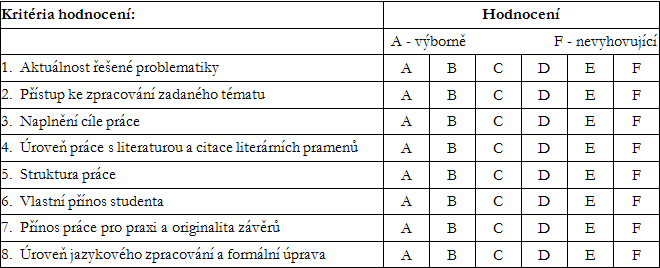 Kritéria hodnocení: Hodnocení
A - výborně F - nevyhovující
1. Aktuálnost řešené problematiky A B C D E F
2. Přístup ke zpracování zadaného tématu A B C D E F
3. Naplnění cíle práce A B C D E F
4. Úroveň práce s literaturou a citace literárních pramenů A B C D E F
5. Struktura práce A B C D E F
6. Vlastní přínos studenta A B C D E F
7. Přínos práce pro praxi a originalita závěrů A B C D E F
8. Úroveň jazykového zpracování a formální úprava A B C D E F